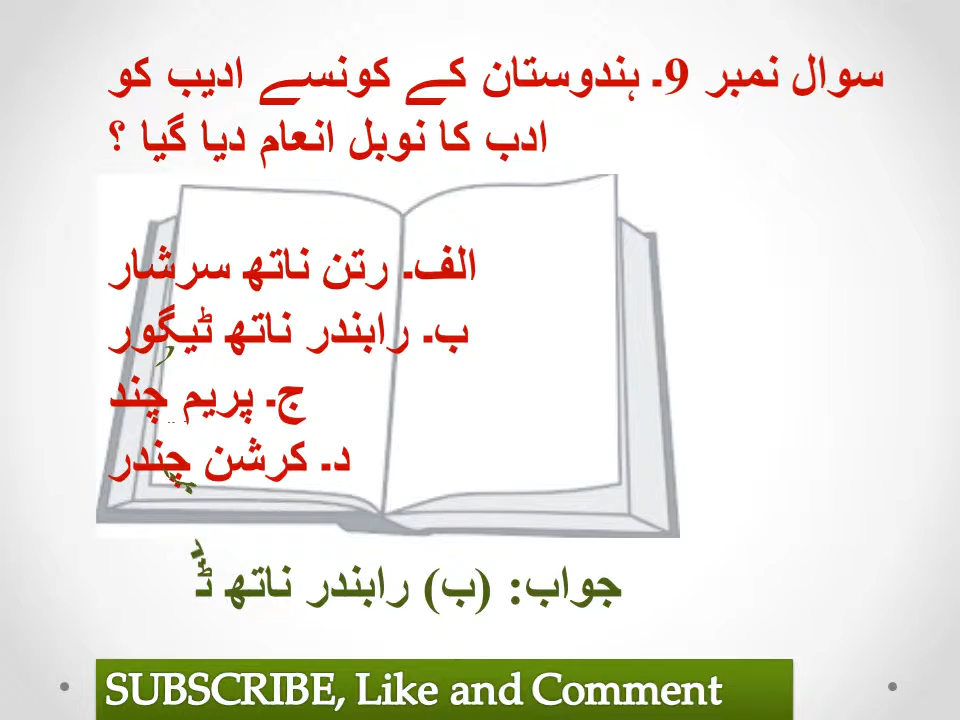 سوال نمبر 9۔ ہندوستان کے کونسے ادیب کو
ادب کا نوبل انعام دیا گیا ؟
الف۔ رتن ناتھ سرشار
ب۔ رابندر ناتھ ٹیگور
ج۔ پریم چند
د۔ کرشن چندر
جواب: (ب) رابندر ناتھ
SUBSCRIBE, Like and Comment